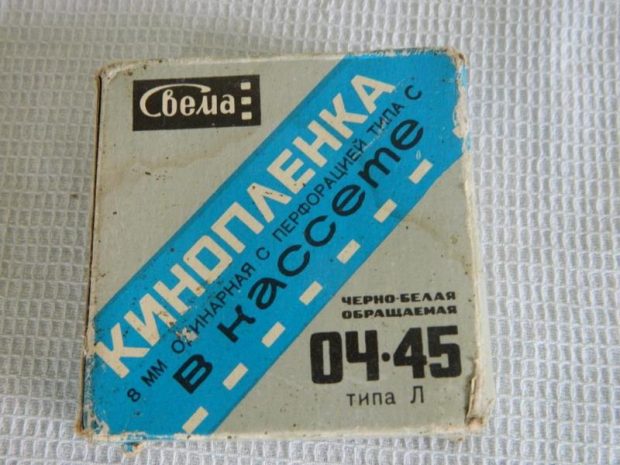 Свема
КИНОПЛЕНКА
8 ММ ОДИНАРНАЯ С ПЕРФОРАЦИЕЙ ТИПА С
в кассете
ЧЕРНО-БЕЛАЯ
ОБРАЩАЕМАЯ
ОЧ·45
типа Л